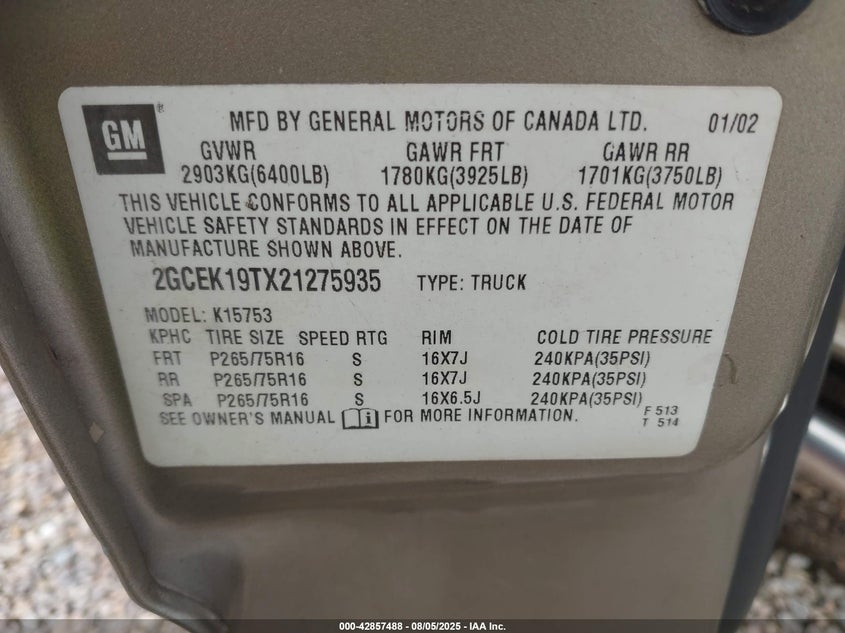 GM
MFD BY GENERAL MOTORS OF CANADA LTD. 01/02
GVWR GAWR FRT GAWR RR
2903KG(6400LB) 1780KG(3925LB) 1701KG(3750LB)
THIS VEHICLE CONFORMS TO ALL APPLICABLE U.S. FEDERAL MOTOR
VEHICLE SAFETY STANDARDS IN EFFECT ON THE DATE OF
MANUFACTURE SHOWN ABOVE.
2GCEK19TX21275935 TYPE: TRUCK
MODEL: K15753
KPHC TIRE SIZE SPEED RTG RIM COLD TIRE PRESSURE
FRT P265/75R16 S 16X7J 240KPA(35PSI)
RR P265/75R16 S 16X7J 240KPA(35PSI)
SPA P265/75R16 S 16X6.5J 240KPA(35PSI)
SEE OWNER'S MANUAL i FOR MORE INFORMATION. F 513
T 514
000-42857488 - 08/05/2025 - IAA Inc.